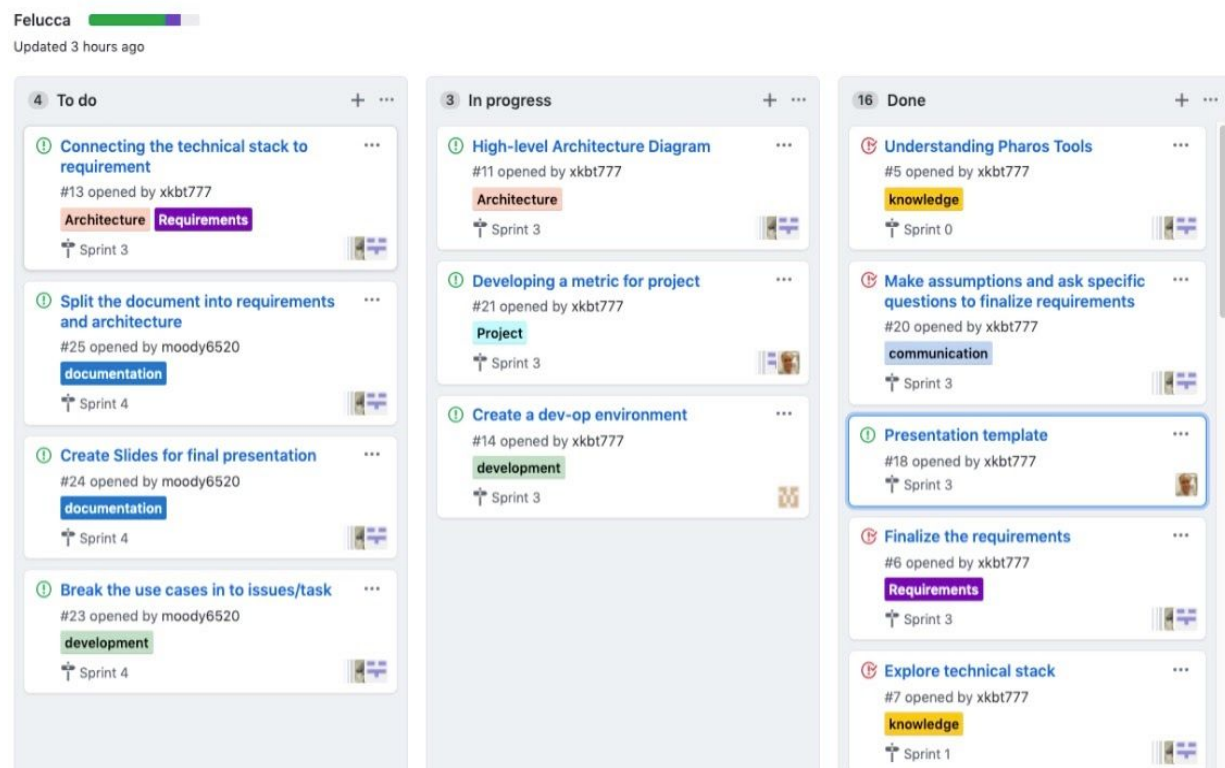 Felucca
Updated 3 hours ago
4 To do
Connecting the technical stack to
requirement
#13 opened by xkbt777
Architecture Requirements
Sprint 3
Split the document into requirements
and architecture
#25 opened by moody6520
documentation
Sprint 4
Create Slides for final presentation
#24 opened by moody6520
documentation
Sprint 4
Break the use cases in to issues/task
#23 opened by moody6520
development
Sprint 4
3 In progress
High-level Architecture Diagram
#11 opened by xkbt777
Architecture
Sprint 3
Developing a metric for project
#21 opened by xkbt777
Project
Sprint 3
Create a dev-op environment
#14 opened by xkbt777
development
Sprint 3
16 Done
Understanding Pharos Tools
#5 opened by xkbt777
knowledge
Sprint 0
Make assumptions and ask specific
questions to finalize requirements
#20 opened by xkbt777
communication
Sprint 3
Presentation template
#18 opened by xkbt777
Sprint 3
Finalize the requirements
#6 opened by xkbt777
Requirements
Sprint 3
Explore technical stack
#7 opened by xkbt777
knowledge
Sprint 1